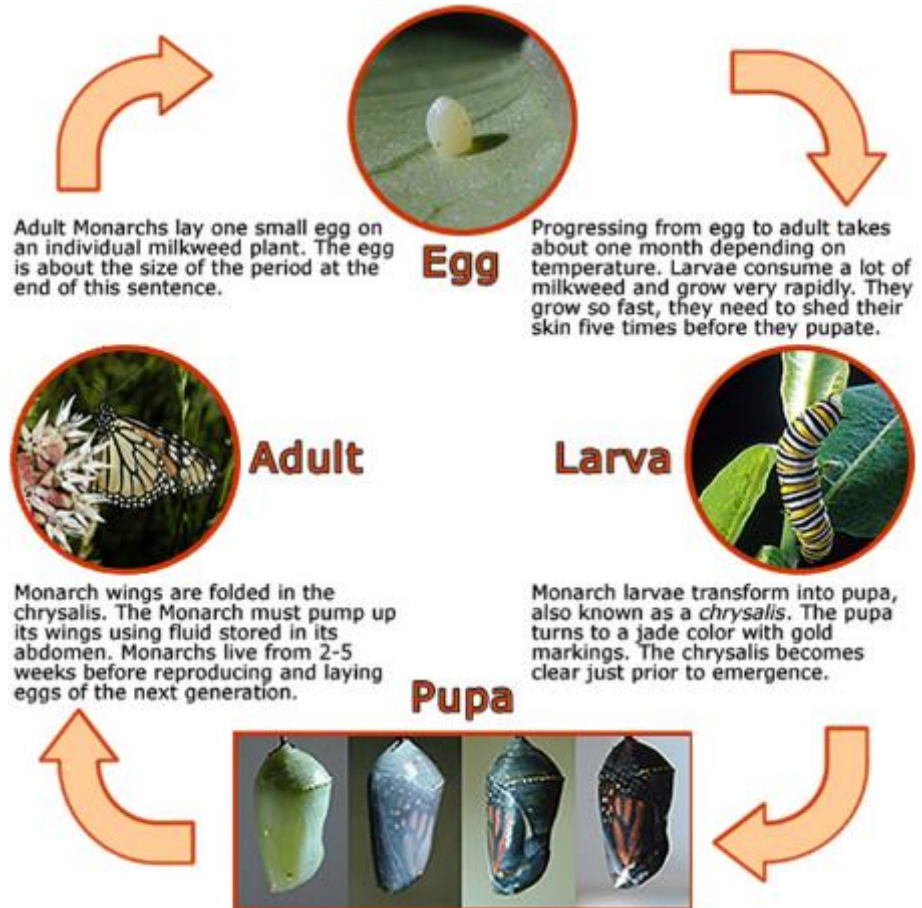 Adult Monarchs lay one small egg on
an individual milkweed plant. The egg
is about the size of the period at the
end of this sentence.
Egg
Progressing from egg to adult takes
about one month depending on
temperature. Larvae consume a lot of
milkweed and grow very rapidly. They
grow so fast, they need to shed their
skin five times before they pupate.
Adult
Larva
Monarch wings are folded in the
chrysalis. The Monarch must pump up
its wings using fluid stored in its
abdomen. Monarchs live from 2-5
weeks before reproducing and laying
eggs of the next generation.
Monarch larvae transform into pupa,
also known as a chrysalis. The pupa
turns to a jade color with gold
markings. The chrysalis becomes
clear just prior to emergence.
Pupa